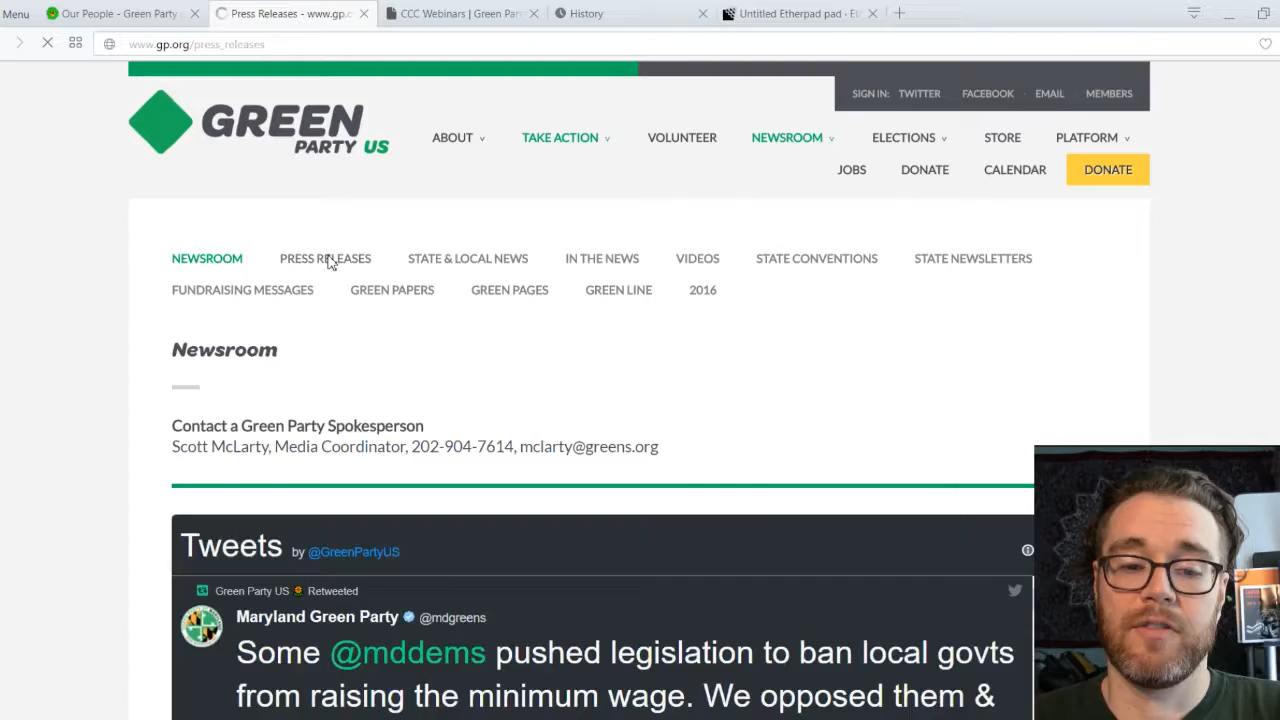 Menu
Our People - Green Party
Press Releases - www.gp.
CCC Webinars | Green Par
History
Untitled Etherpad pad - Et
www.gp.org/press_releases
GREEN
PARTY US
SIGN IN: TWITTER FACEBOOK EMAIL MEMBERS
ABOUT TAKE ACTION VOLUNTEER NEWSROOM ELECTIONS STORE PLATFORM
JOBS DONATE CALENDAR DONATE
NEWSROOM PRESS RELEASES STATE & LOCAL NEWS IN THE NEWS VIDEOS STATE CONVENTIONS STATE NEWSLETTERS
FUNDRAISING MESSAGES GREEN PAPERS GREEN PAGES GREEN LINE 2016
Newsroom
Contact a Green Party Spokesperson
Scott McLarty, Media Coordinator, 202-904-7614, mclarty@greens.org
Tweets by @GreenPartyUS
Green Party US Retweeted
Maryland Green Party @mdgreens
Some @mddems pushed legislation to ban local govts
from raising the minimum wage. We opposed them &